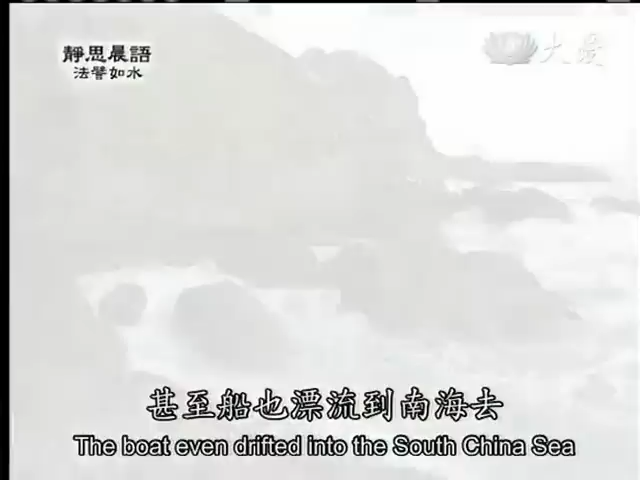 靜思晨語
法譬如水
大愛
甚至船也漂流到南海去
The boat even drifted into the South China Sea